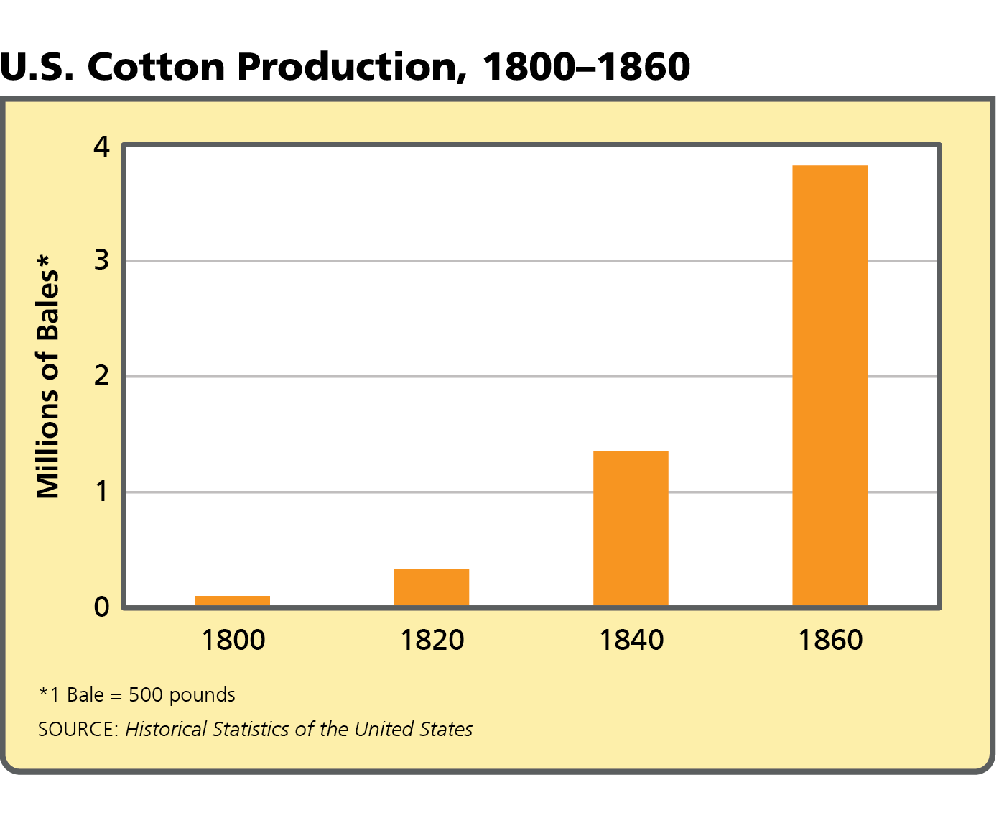 U.S. Cotton Production, 1800–1860
Millions of Bales*
4
3
2
1
0
1800 1820 1840 1860
*1 Bale = 500 pounds
SOURCE: Historical Statistics of the United States